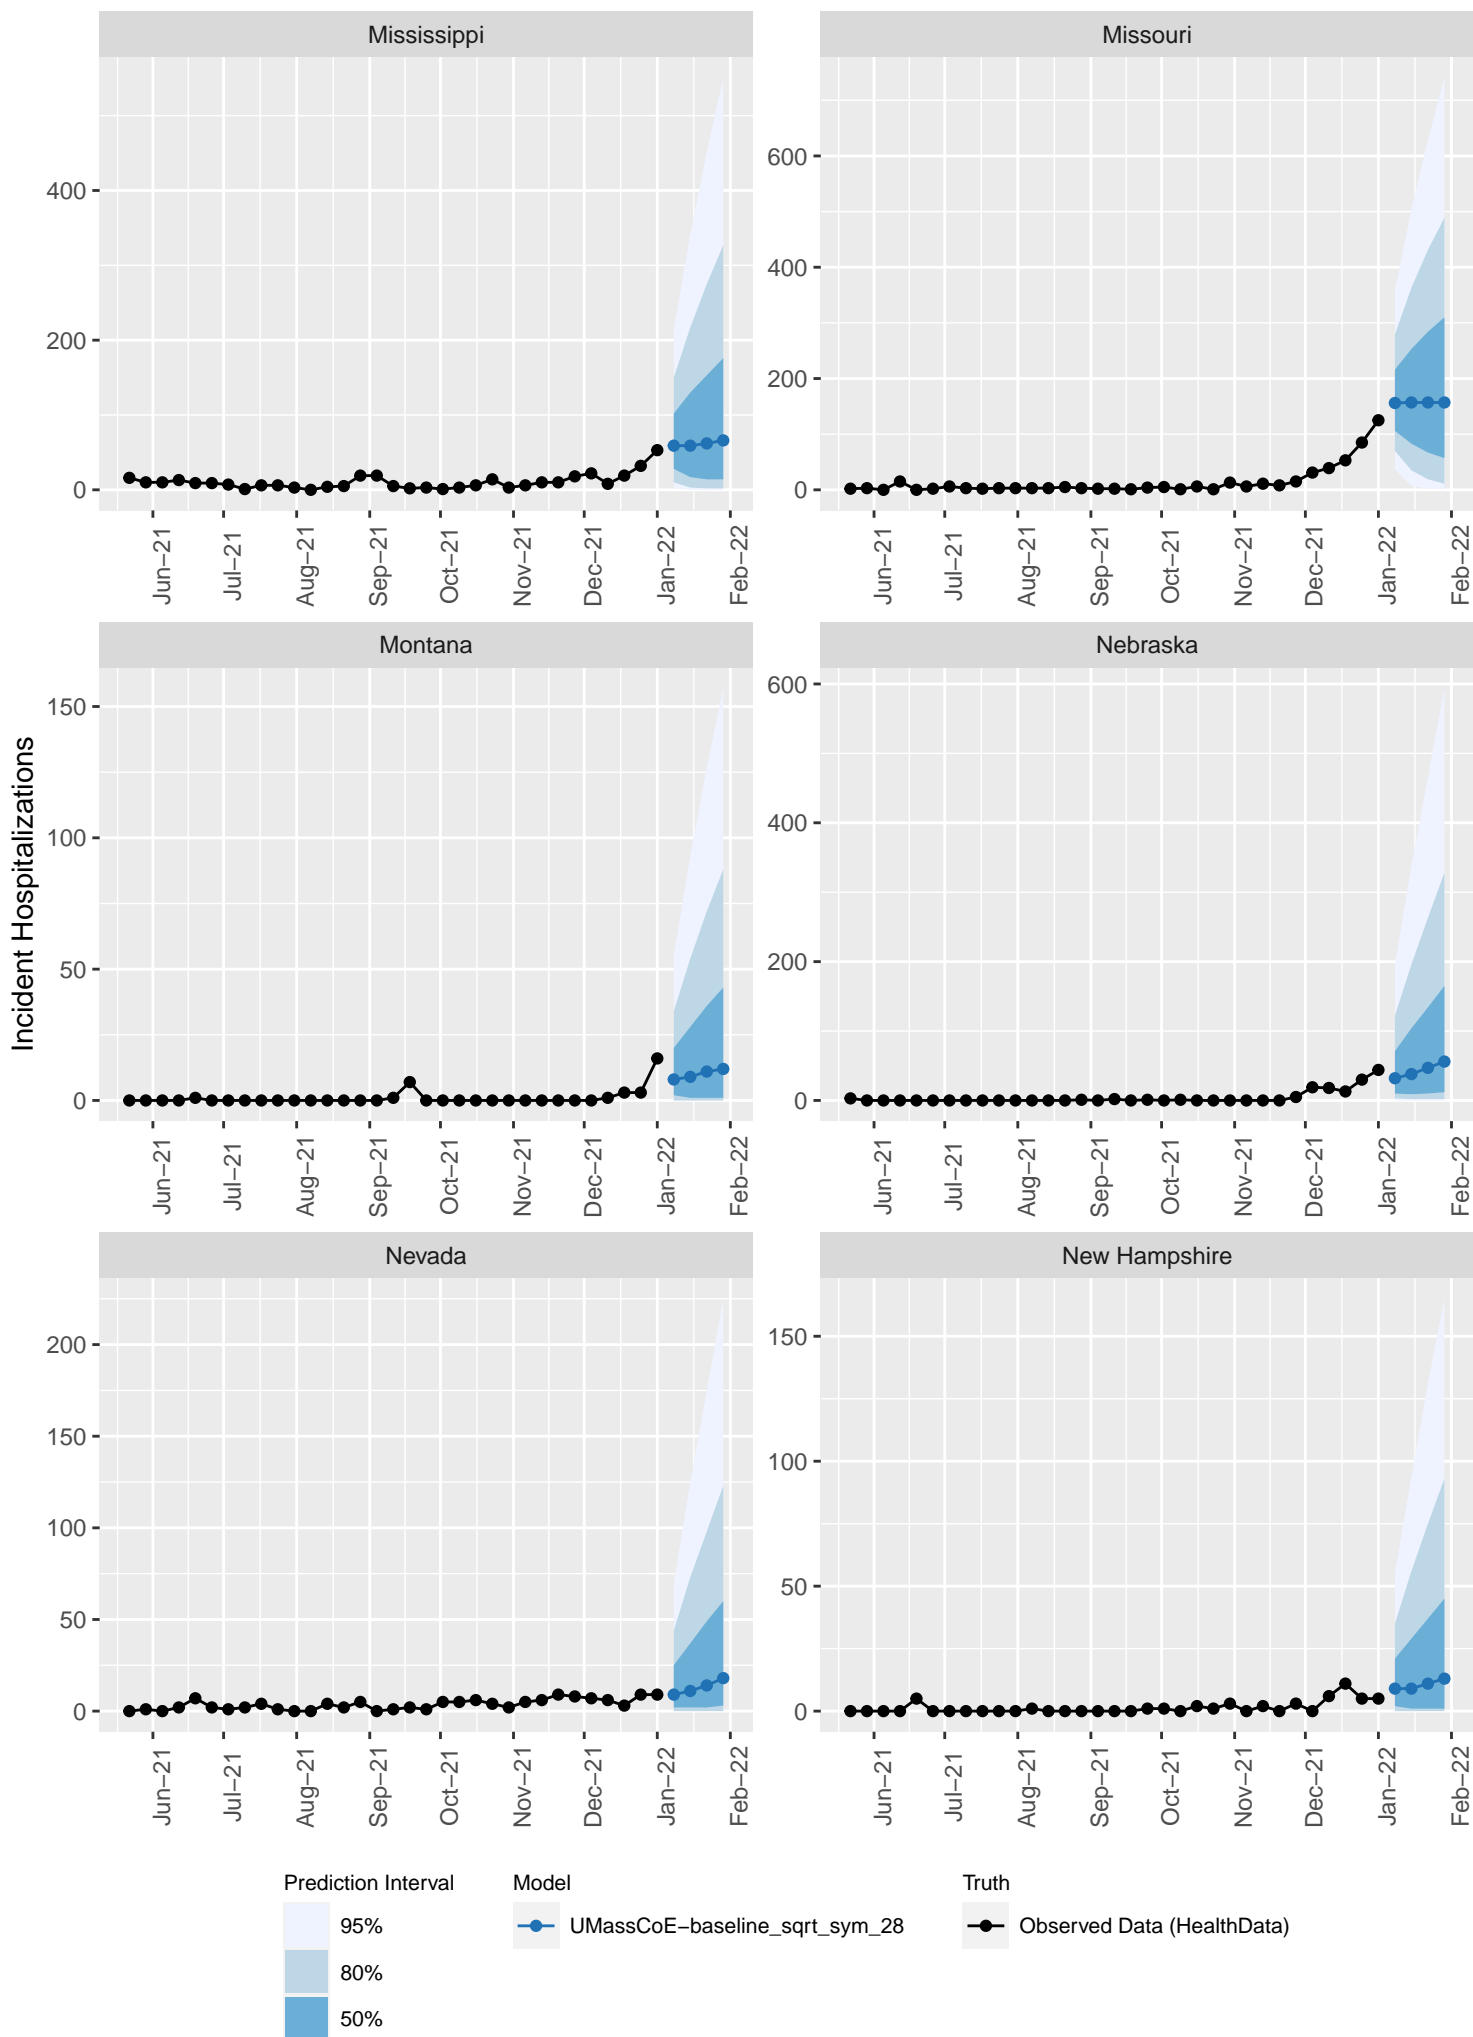 Mississippi
Missouri
400
200
0
600
400
200
0
Jun−21
Jul−21
Aug−21
Sep−21
Oct−21
Nov−21
Dec−21
Jan−22
Feb−22
Jun−21
Jul−21
Aug−21
Sep−21
Oct−21
Nov−21
Dec−21
Jan−22
Feb−22
Incident Hospitalizations
Montana
Nebraska
150
100
50
0
600
400
200
0
Jun−21
Jul−21
Aug−21
Sep−21
Oct−21
Nov−21
Dec−21
Jan−22
Feb−22
Jun−21
Jul−21
Aug−21
Sep−21
Oct−21
Nov−21
Dec−21
Jan−22
Feb−22
Nevada
New Hampshire
200
150
100
50
0
150
100
50
0
Jun−21
Jul−21
Aug−21
Sep−21
Oct−21
Nov−21
Dec−21
Jan−22
Feb−22
Jun−21
Jul−21
Aug−21
Sep−21
Oct−21
Nov−21
Dec−21
Jan−22
Feb−22
Prediction Interval
95%
80%
50%
Model
UMassCoE−baseline_sqrt_sym_28
Truth
Observed Data (HealthData)